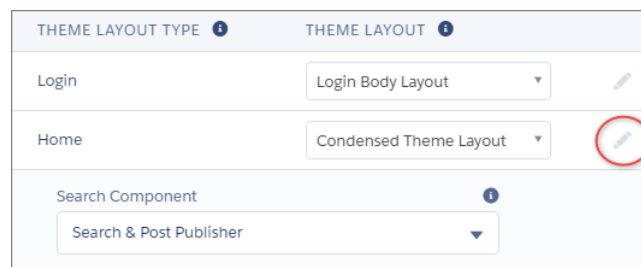 THEME LAYOUT TYPE THEME LAYOUT
Login Login Body Layout
Home Condensed Theme Layout
Search Component
Search & Post Publisher